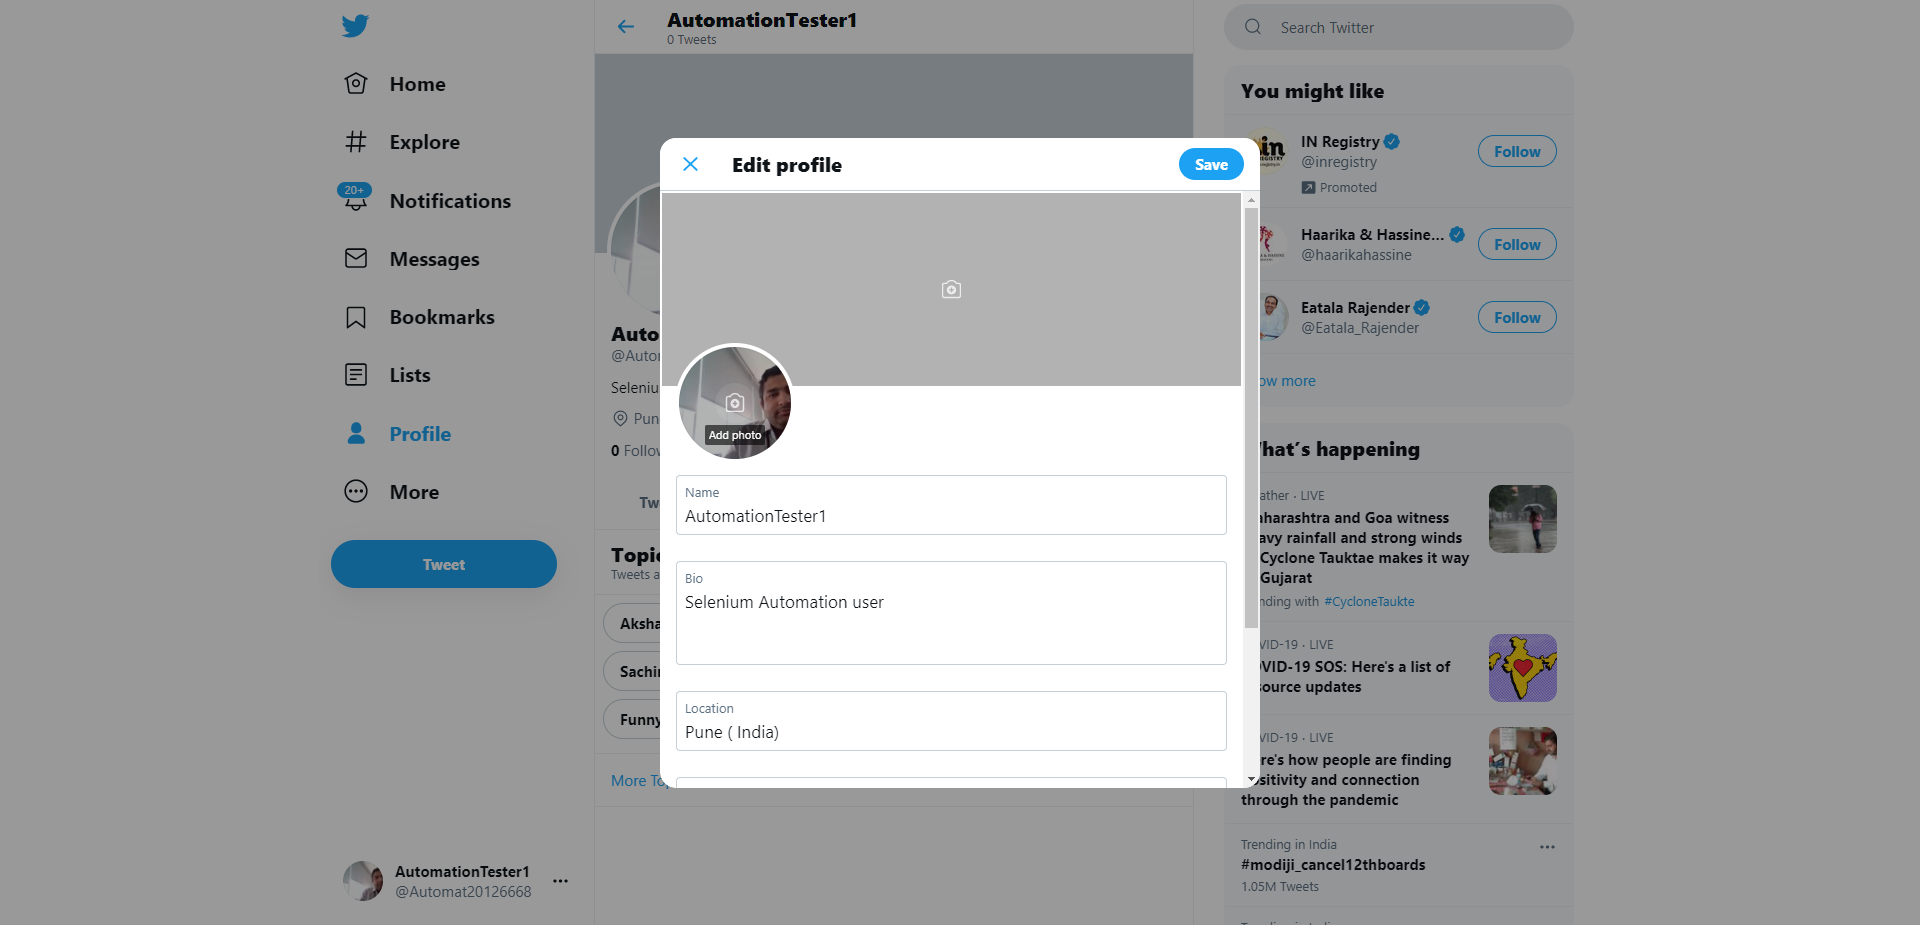 Home
Explore
20+
Notifications
Messages
Bookmarks
Lists
Profile
More
Tweet
AutomationTester1
@Automat20126668
AutomationTester1
0 Tweets
Auto
@Autor
Seleniu
Pun
0 Follow
Tw
Topic
Tweets a
Aksha
Sachin
Funny
More To
Edit profile
Save
Add photo
Name
AutomationTester1
Bio
Selenium Automation user
Location
Pune ( India)
Search Twitter
You might like
IN Registry
@inregistry
Promoted
Follow
Haarika & Hassine...
@haarikahassine
Follow
Eatala Rajender
@Eatala_Rajender
Follow
ow more
hat's happening
ather · LIVE
aharashtra and Goa witness
avy rainfall and strong winds
Cyclone Tauktae makes it way
Gujarat
nding with #CycloneTaukte
VID-19 · LIVE
VID-19 SOS: Here's a list of
source updates
VID-19 · LIVE
re's how people are finding
sitivity and connection
through the pandemic
Trending in India
#modiji_cancel12thboards
1.05M Tweets